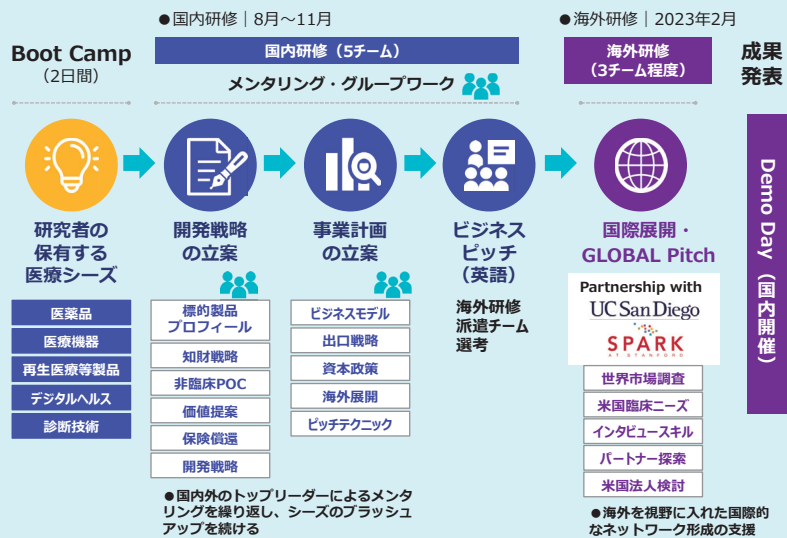 ●国内研修｜8月～11月
●海外研修｜2023年2月
Boot Camp
（2日間）
国内研修（5チーム）
海外研修
（3チーム程度）
成果
発表
メンタリング・グループワーク
研究者の
保有する
医療シーズ
開発戦略
の立案
事業計画
の立案
ビジネス
ピッチ
（英語）
国際展開・
GLOBAL Pitch
医薬品
医療機器
再生医療等製品
デジタルヘルス
診断技術
標的製品
プロフィール
知財戦略
非臨床POC
価値提案
保険償還
開発戦略
ビジネスモデル
出口戦略
資本政策
海外展開
ピッチテクニック
海外研修
派遣チーム
選考
Partnership with
UC San Diego
SPARK
AT STANFORD
世界市場調査
米国臨床ニーズ
インタビュースキル
パートナー探索
米国法人検討
Demo Day（国内開催）
●国内外のトップリーダーによるメンタ
リングを繰り返し、シーズのブラッシュ
アップを続ける
●海外を視野に入れた国際的
なネットワーク形成の支援